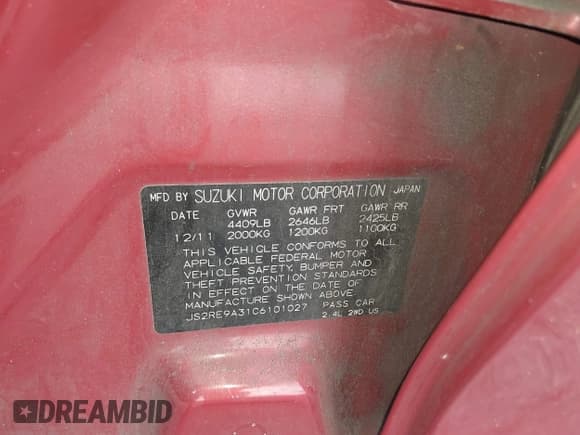 MFD BY SUZUKI MOTOR CORPORATION JAPAN
DATE GVWR GAWR FRT GAWR RR
4409LB 2646LB 2425LB
12/11 2000KG 1200KG 1100KG
THIS VEHICLE CONFORMS TO ALL
APPLICABLE FEDERAL MOTOR
VEHICLE SAFETY, BUMPER AND
THEFT PREVENTION STANDARDS
IN EFFECT ON THE DATE OF
MANUFACTURE SHOWN ABOVE
JS2RE9A31C6101027 PASS CAR
2.4L 2WD US
DREAMBID